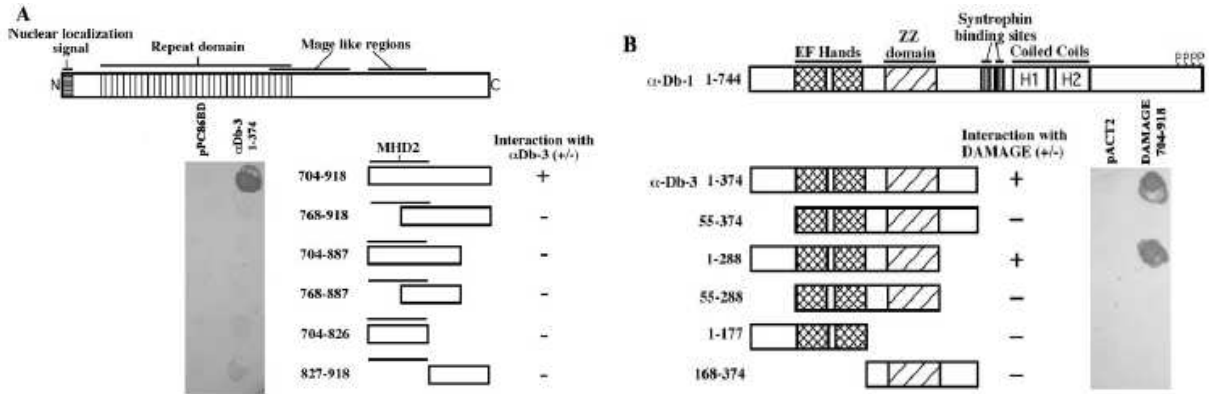 A
Nuclear localization
signal
Repeat domain
Mage like regions
N
C
pPC86BD
αDb-3
1-374
MHD2
Interaction with
αDb-3 (+/-)
704-918
+
768-918
-
704-887
-
768-887
-
704-826
-
827-918
-
B
EF Hands
ZZ
domain
Syntrophin
binding sites
Coiled Coils
PPPP
α-Db-1 1-744
H1
H2
Interaction with
DAMAGE (+/-)
pACT2
DAMAGE
704-918
α-Db-3 1-374
+
55-374
-
1-288
+
55-288
-
1-177
-
168-374
-